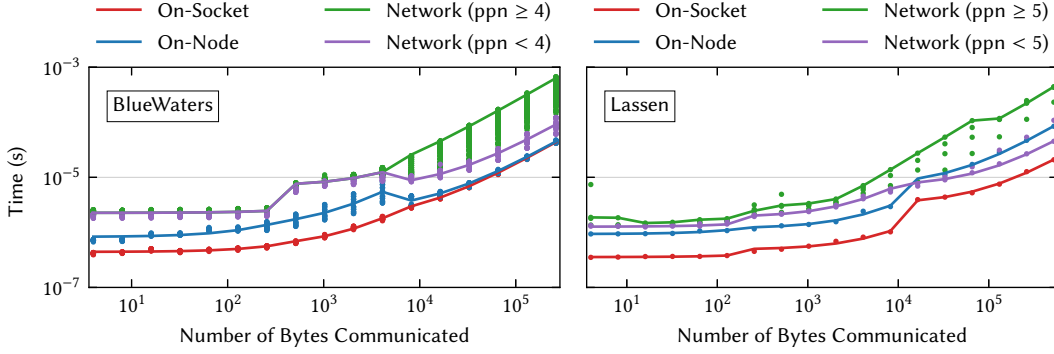 On-Socket Network (ppn ≥ 4) On-Socket Network (ppn ≥ 5)
On-Node Network (ppn < 4) On-Node Network (ppn < 5)
10⁻³
BlueWaters Lassen
10⁻⁵
10⁻⁷
Time (s)
10¹ 10² 10³ 10⁴ 10⁵ 10¹ 10² 10³ 10⁴ 10⁵
Number of Bytes Communicated Number of Bytes Communicated